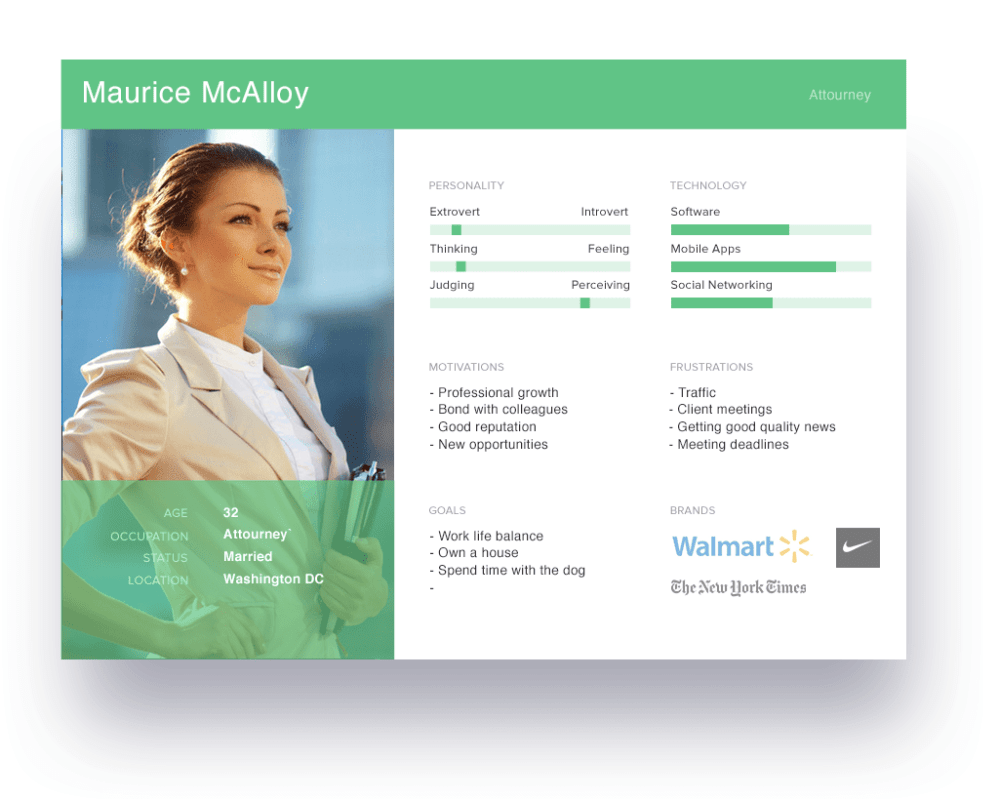 Maurice McAlloy
Attourney
PERSONALITY
Extrovert Introvert
Thinking Feeling
Judging Perceiving
TECHNOLOGY
Software
Mobile Apps
Social Networking
MOTIVATIONS
- Professional growth
- Bond with colleagues
- Good reputation
- New opportunities
FRUSTRATIONS
- Traffic
- Client meetings
- Getting good quality news
- Meeting deadlines
AGE 32
OCCUPATION Attourney`
STATUS Married
LOCATION Washington DC
GOALS
- Work life balance
- Own a house
- Spend time with the dog
-
BRANDS
Walmart
The New York Times